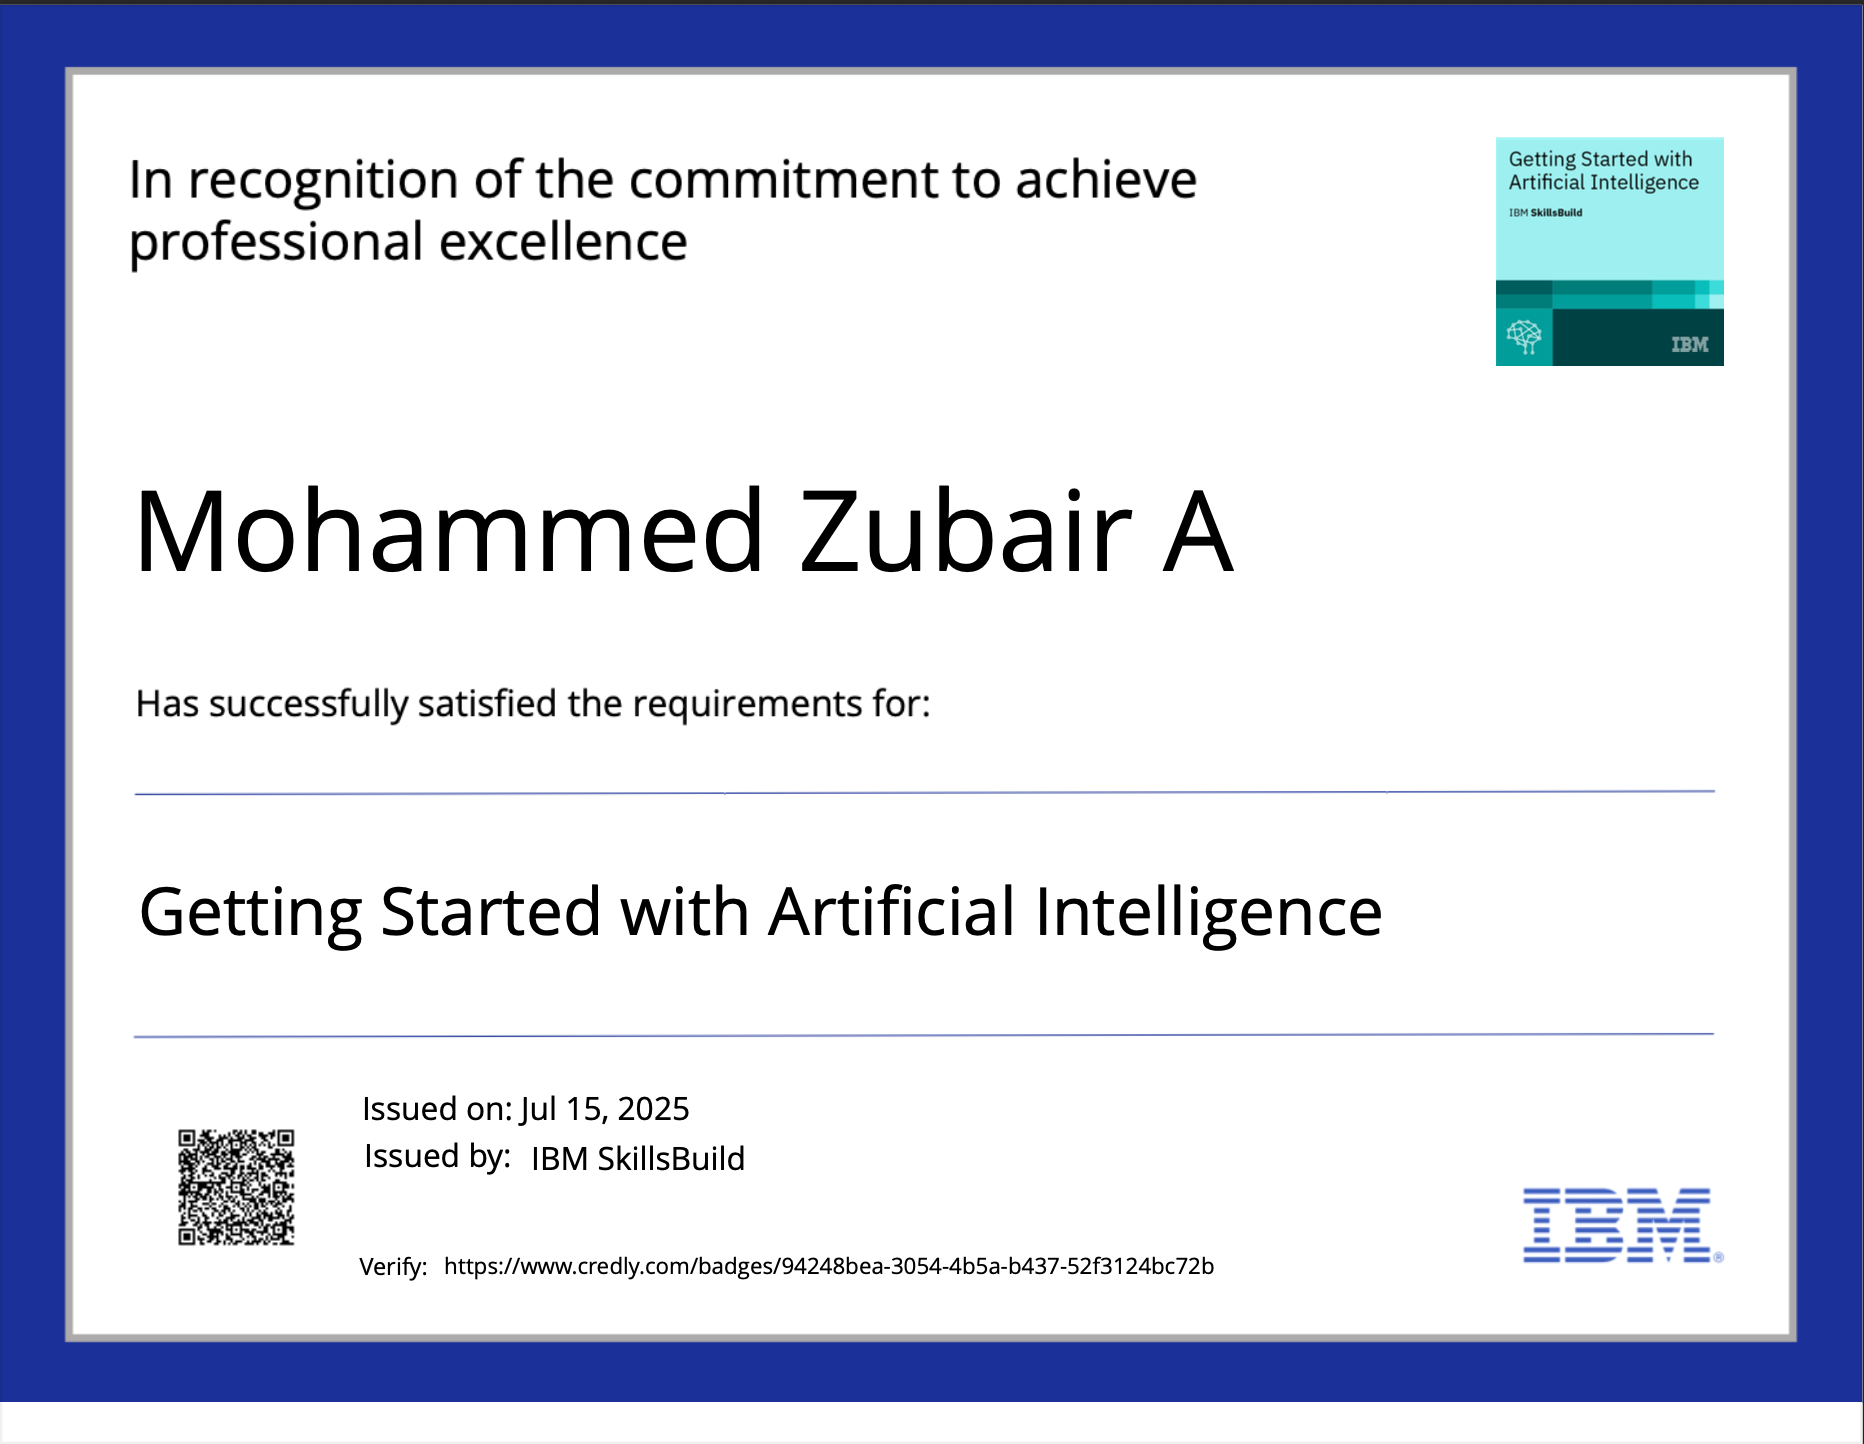 In recognition of the commitment to achieve
professional excellence
Getting Started with
Artificial Intelligence
IBM SkillsBuild
IBM
Mohammed Zubair A
Has successfully satisfied the requirements for:
Getting Started with Artificial Intelligence
Issued on: Jul 15, 2025
Issued by: IBM SkillsBuild
Verify: https://www.credly.com/badges/94248bea-3054-4b5a-b437-52f3124bc72b
IBM®